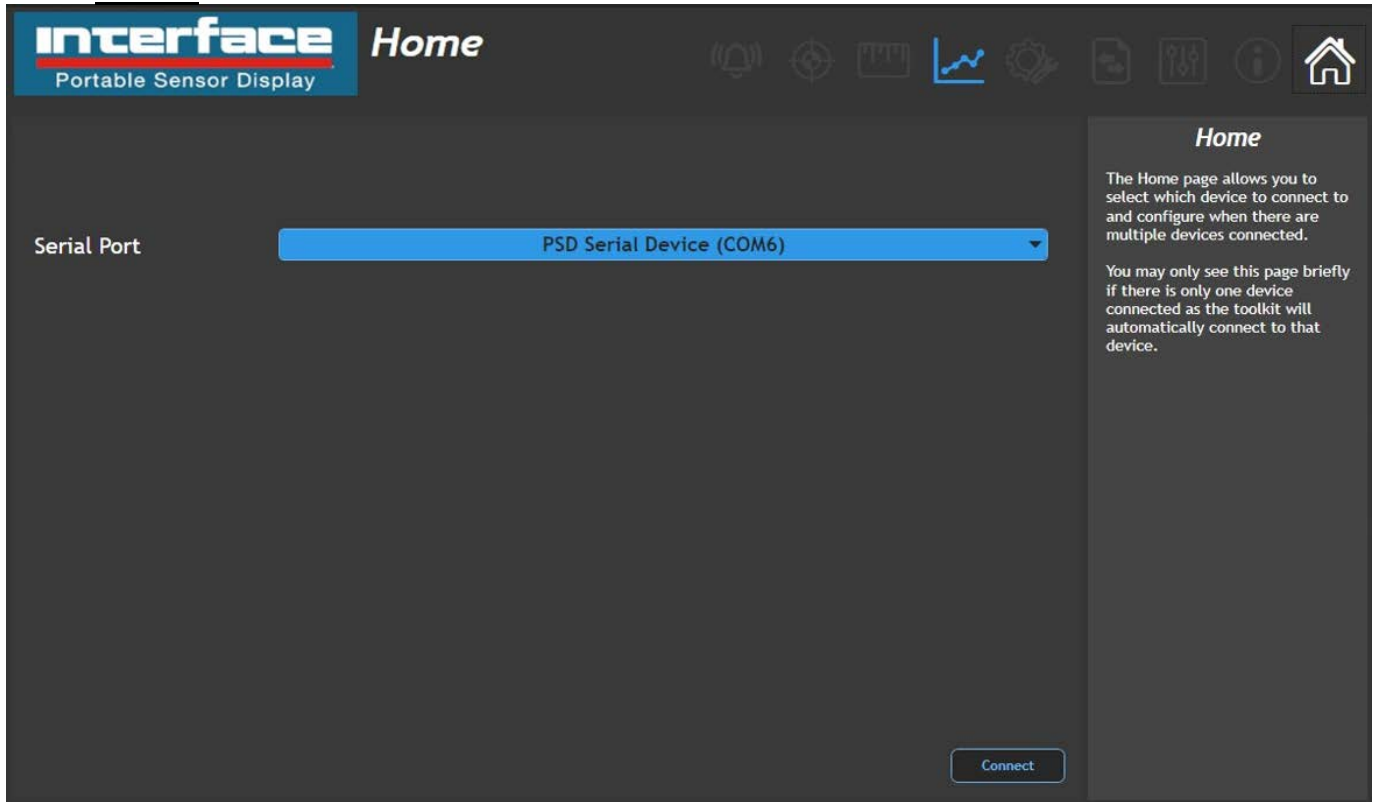 Interface
Portable Sensor Display
Home
Home
The Home page allows you to
select which device to connect to
and configure when there are
multiple devices connected.
You may only see this page briefly
if there is only one device
connected as the toolkit will
automatically connect to that
device.
Serial Port
PSD Serial Device (COM6)
Connect